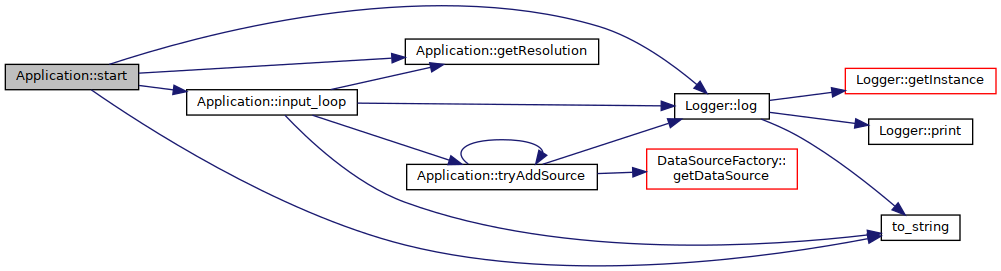 Application::start
Application::getResolution
Application::input_loop
Logger::log
Logger::getInstance
Logger::print
Application::tryAddSource
DataSourceFactory::
getDataSource
to_string